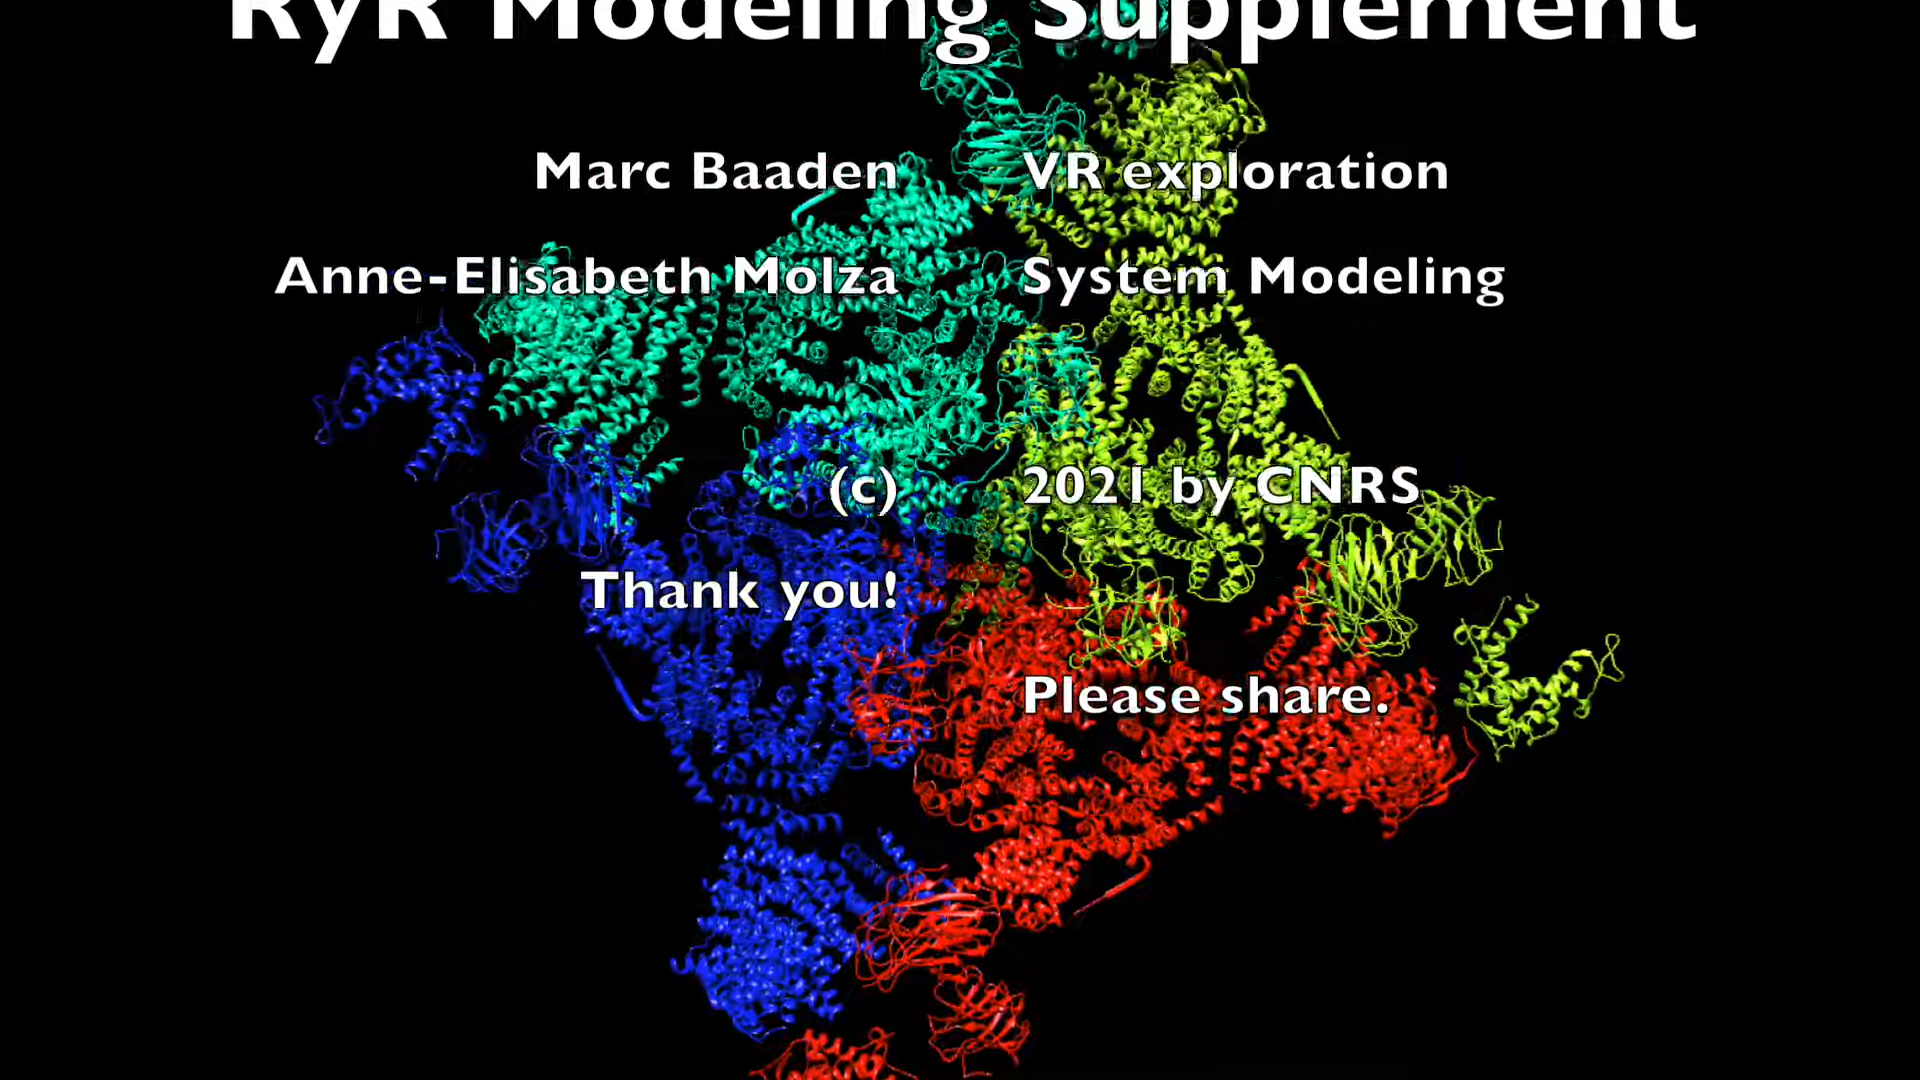 RyR Modeling Supplement
Marc Baaden VR exploration
Anne-Elisabeth Molza System Modeling
(c) 2021 by CNRS
Thank you!
Please share.